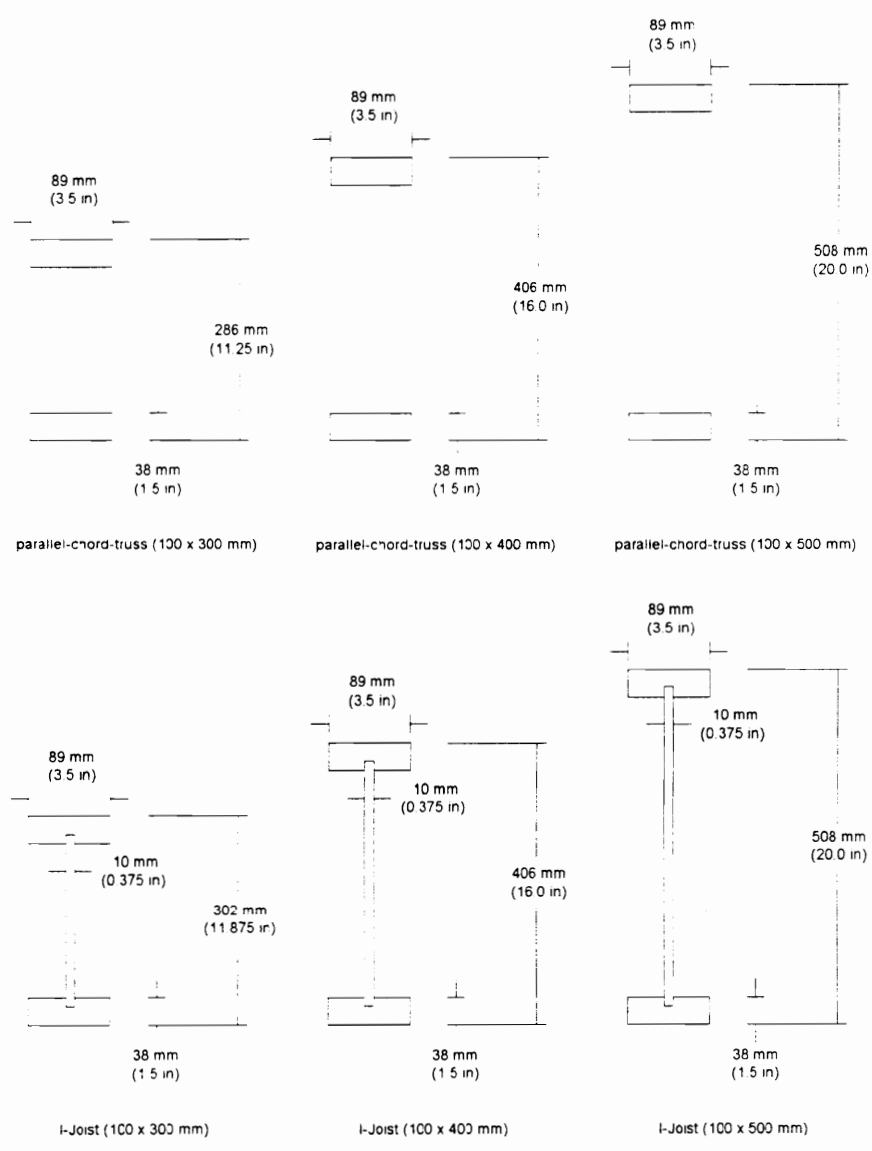 89 mm
(3.5 in)
89 mm
(3.5 in)
89 mm
(3.5 in)
508 mm
(20.0 in)
406 mm
(16.0 in)
286 mm
(11.25 in)
38 mm
(1.5 in)
38 mm
(1.5 in)
38 mm
(1.5 in)
parallel-chord-truss (100 x 300 mm)
parallel-chord-truss (100 x 400 mm)
parallel-chord-truss (100 x 500 mm)
89 mm
(3.5 in)
89 mm
(3.5 in)
10 mm
(0.375 in)
89 mm
(3.5 in)
10 mm
(0.375 in)
508 mm
(20.0 in)
10 mm
(0.375 in)
406 mm
(16.0 in)
302 mm
(11.875 in)
38 mm
(1.5 in)
38 mm
(1.5 in)
38 mm
(1.5 in)
I-Joist (100 x 300 mm)
I-Joist (100 x 400 mm)
I-Joist (100 x 500 mm)